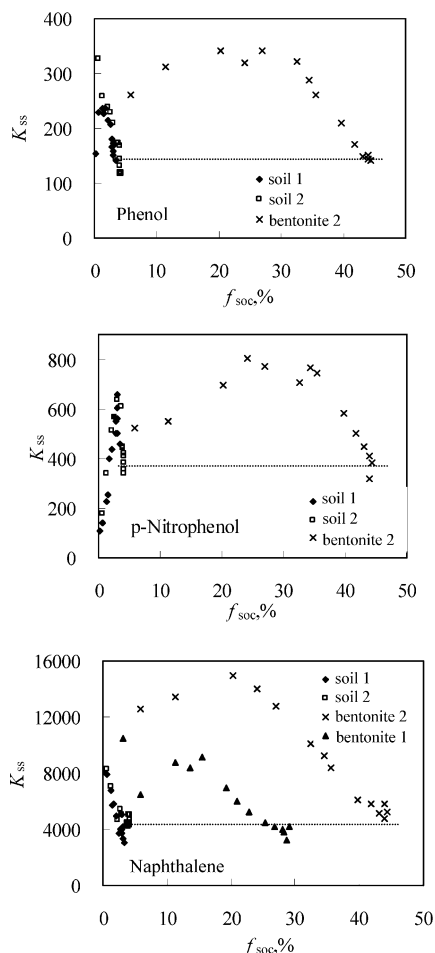 400
300
200
100
0
K ss
soil 1
soil 2
bentonite 2
Phenol
0 10 20 30 40 50
f soc,%
800
600
400
200
0
K ss
soil 1
soil 2
bentonite 2
p-Nitrophenol
0 10 20 30 40 50
f soc,%
16000
12000
8000
4000
0
K ss
soil 1
soil 2
bentonite 2
bentonite 1
Naphthalene
0 10 20 30 40 50
f soc,%